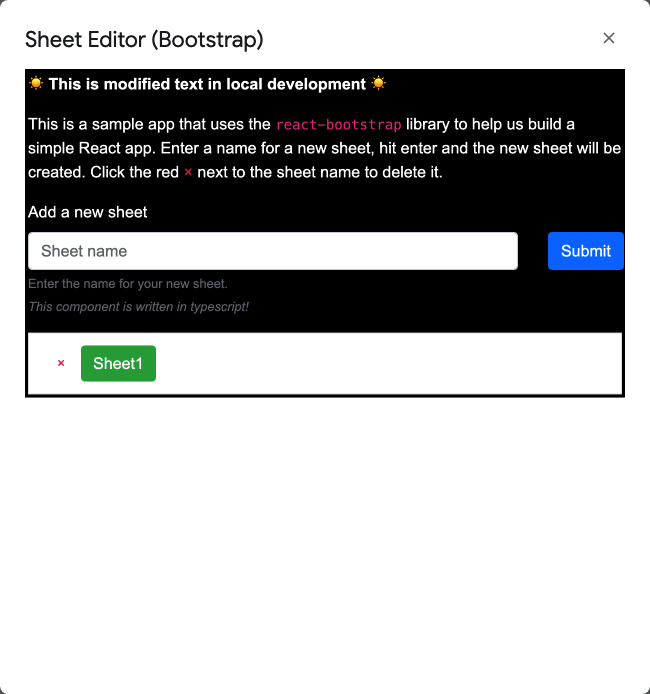 Sheet Editor (Bootstrap) ×
☀️ This is modified text in local development ☀️
This is a sample app that uses the react-bootstrap library to help us build a
simple React app. Enter a name for a new sheet, hit enter and the new sheet will be
created. Click the red × next to the sheet name to delete it.
Add a new sheet
Sheet name Submit
Enter the name for your new sheet.
This component is written in typescript!
× Sheet1